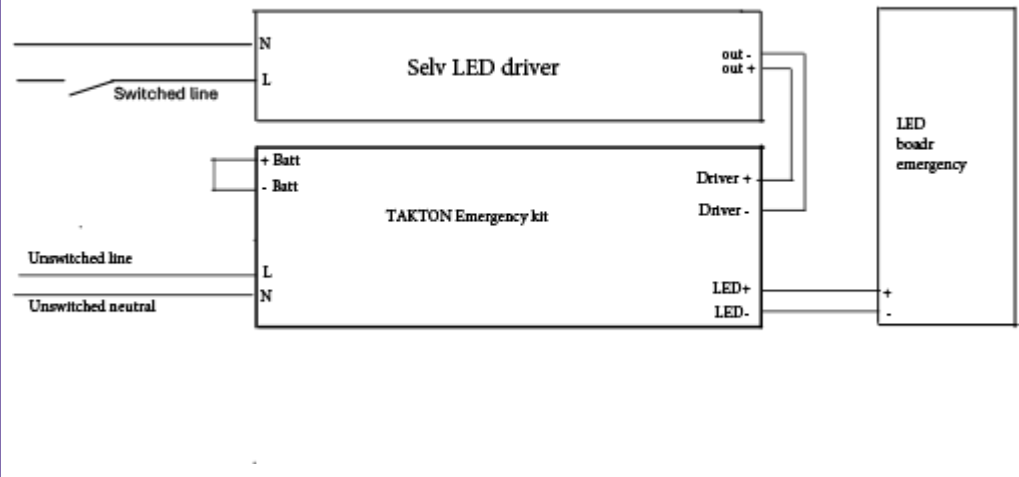 N
Selv LED driver
out -
out +
L
Switched line
LED
boadr
emergency
+ Batt
- Batt
Driver +
TAKTON Emergency kit
Driver -
Unswitched line
L
N
Unswitched neutral
LED+
LED-
+
-